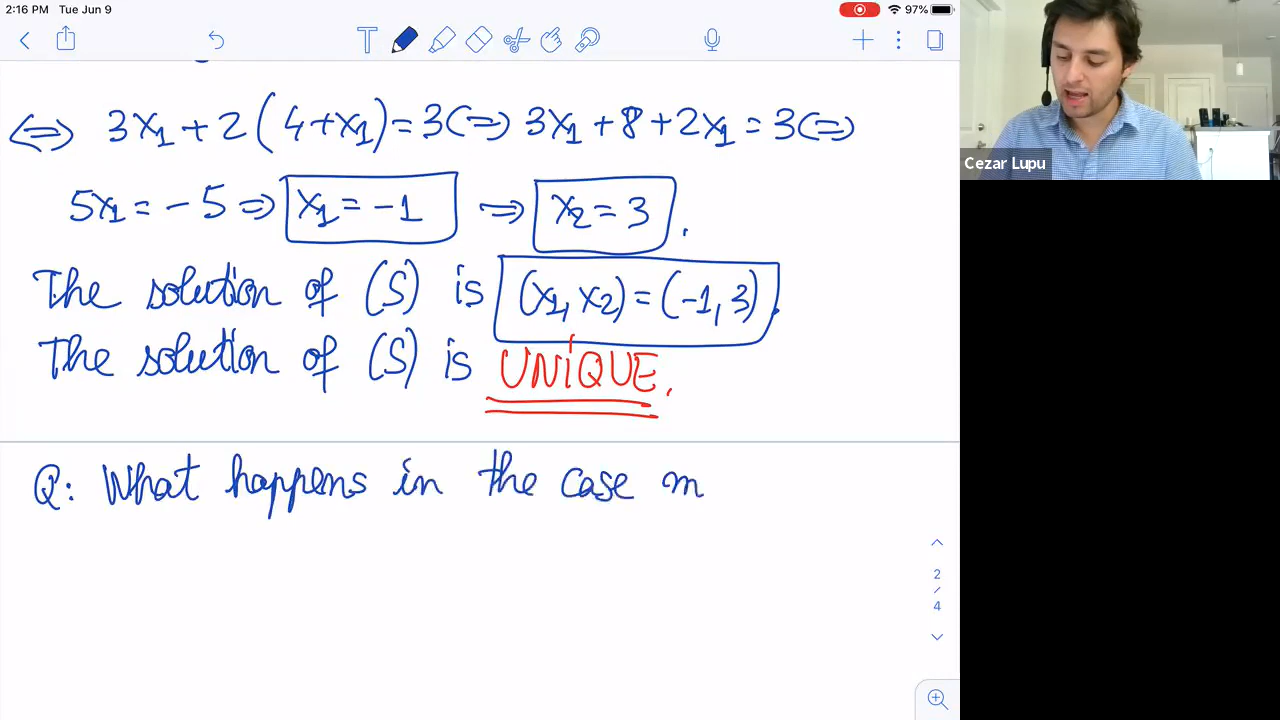 2:16 PM Tue Jun 9
97%
⇔ 3x₁ + 2(4+x₁) = 3 ⇔ 3x₁ + 8 + 2x₁ = 3 ⇔
5x₁ = -5 ⇒ x₁ = -1 ⇒ x₂ = 3.
The solution of (S) is (x₁, x₂) = (-1, 3).
The solution of (S) is UNiQUE.
Q: What happens in the case m
2
/
4
Cezar Lupu